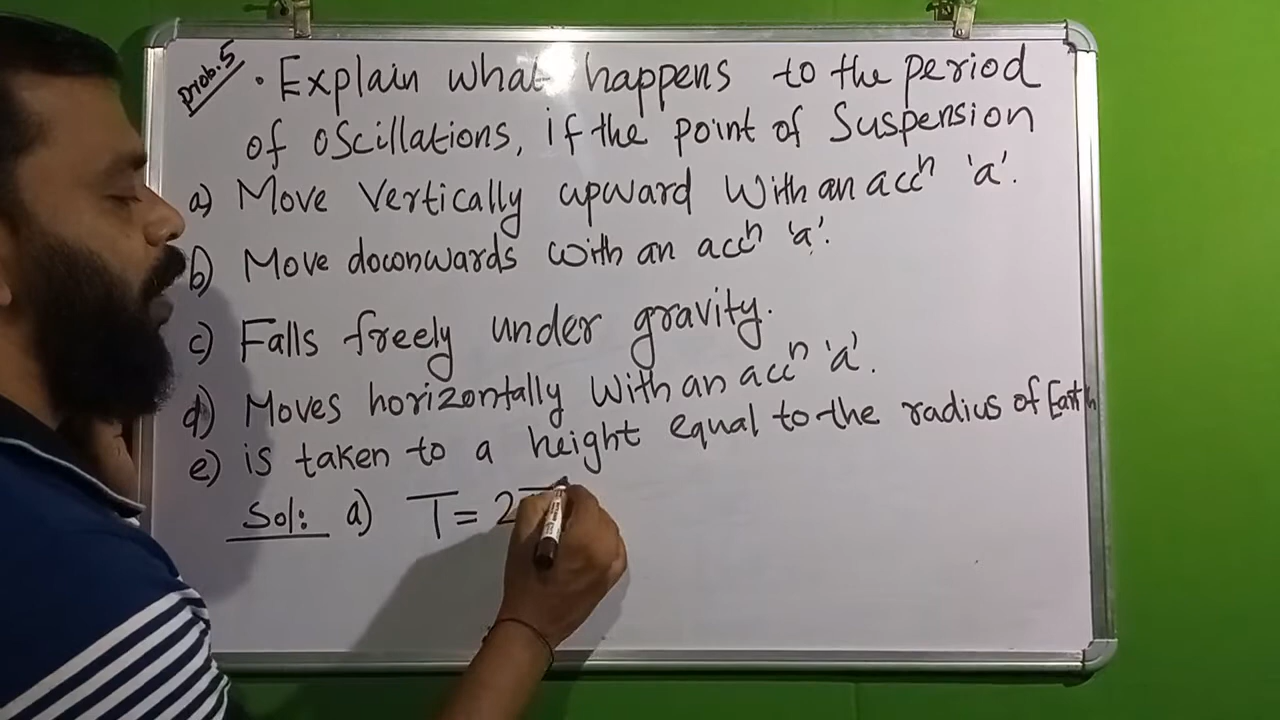 Prob.5
• Explain what happens to the period
of oscillations, if the point of Suspension
a) Move Vertically upward With an accⁿ 'a'.
b) Move downwards with an accⁿ 'a'.
c) Falls freely under gravity.
d) Moves horizontally With an accⁿ 'a'.
e) is taken to a height equal to the radius of Earth
Sol: a) T = 2